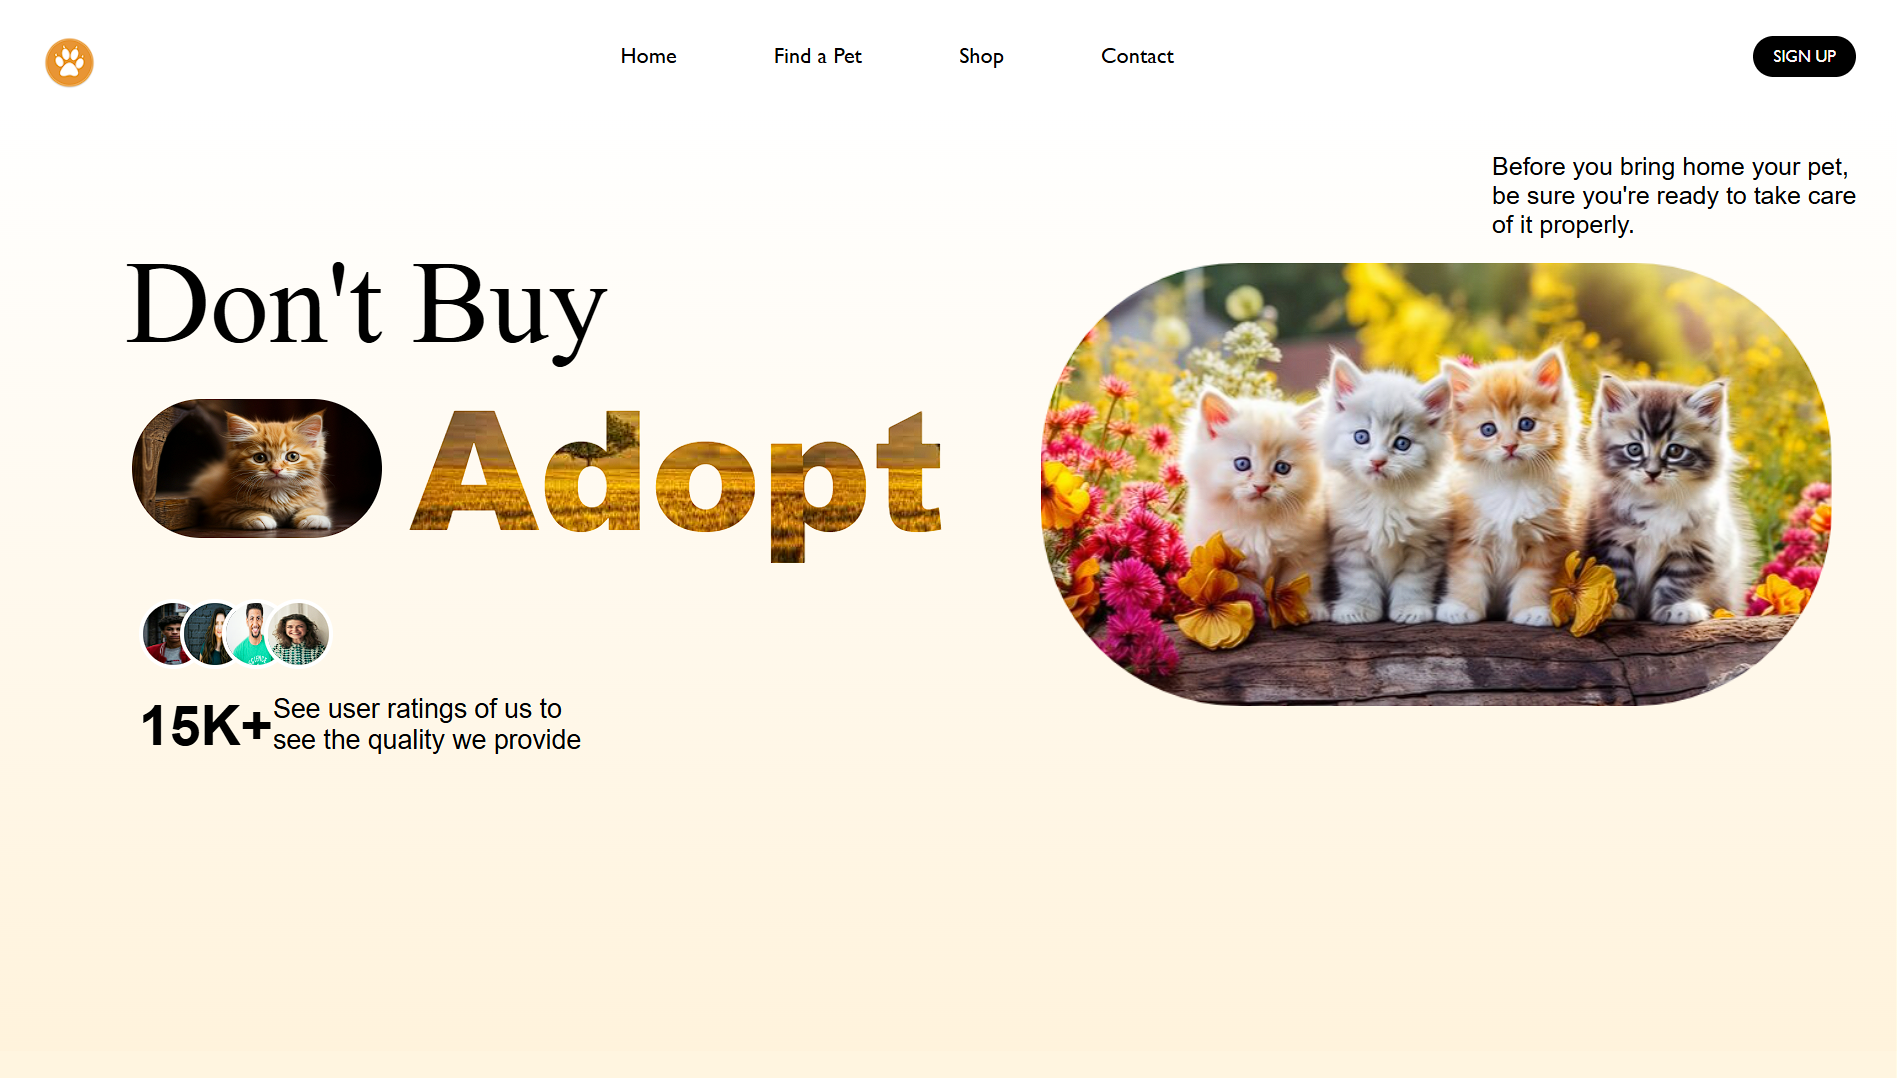 Home
Find a Pet
Shop
Contact
SIGN UP
Before you bring home your pet,
be sure you're ready to take care
of it properly.
Don't Buy
Adopt
15K+
See user ratings of us to
see the quality we provide